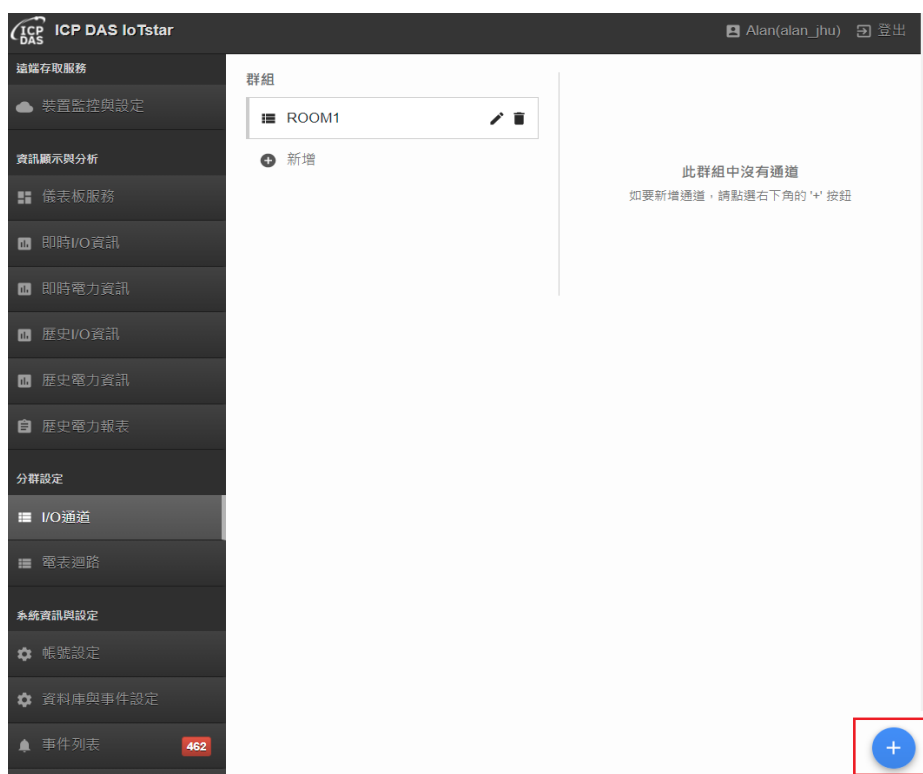 ICP DAS ICP DAS IoTstar
Alan(alan_jhu) 登出
遠端存取服務
裝置監控與設定
資訊顯示與分析
儀表板服務
即時I/O資訊
即時電力資訊
歷史I/O資訊
歷史電力資訊
歷史電力報表
分群設定
I/O通道
電表迴路
系統資訊與設定
帳號設定
資料庫與事件設定
事件列表 462
群組
ROOM1
新增
此群組中沒有通道
如要新增通道，請點選右下角的 '+' 按鈕
+